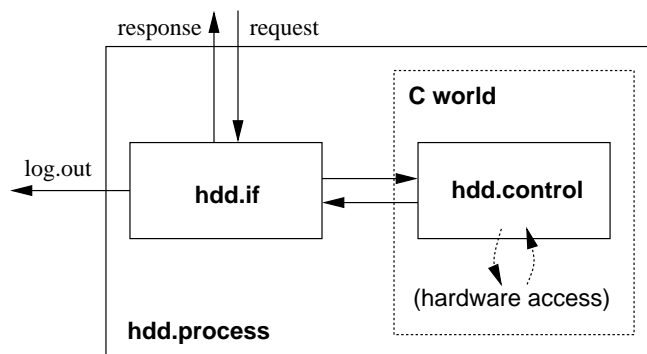 response
request
C world
log.out
hdd.if
hdd.control
(hardware access)
hdd.process